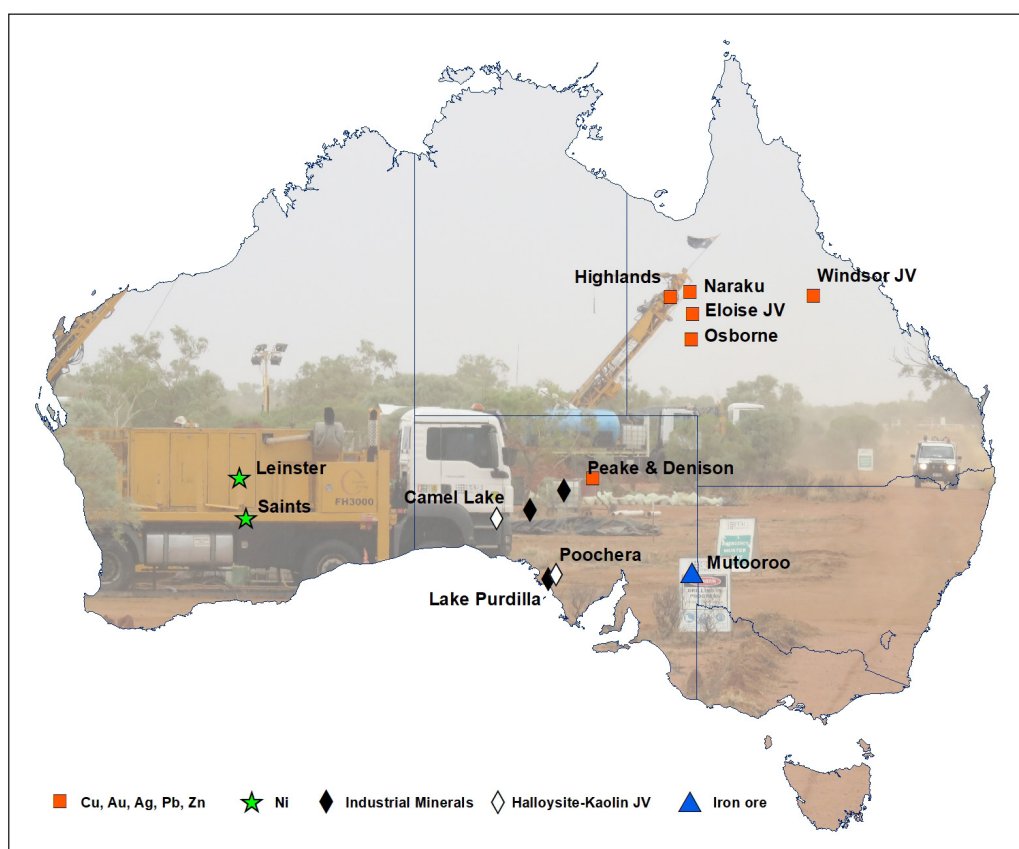 Highlands
Naraku
Windsor JV
Eloise JV
Osborne
Leinster
Peake & Denison
Saints
Camel Lake
FH3000
Poochera
Mutooroo
Lake Purdilla
Cu, Au, Ag, Pb, Zn
Ni
Industrial Minerals
Halloysite-Kaolin JV
Iron ore